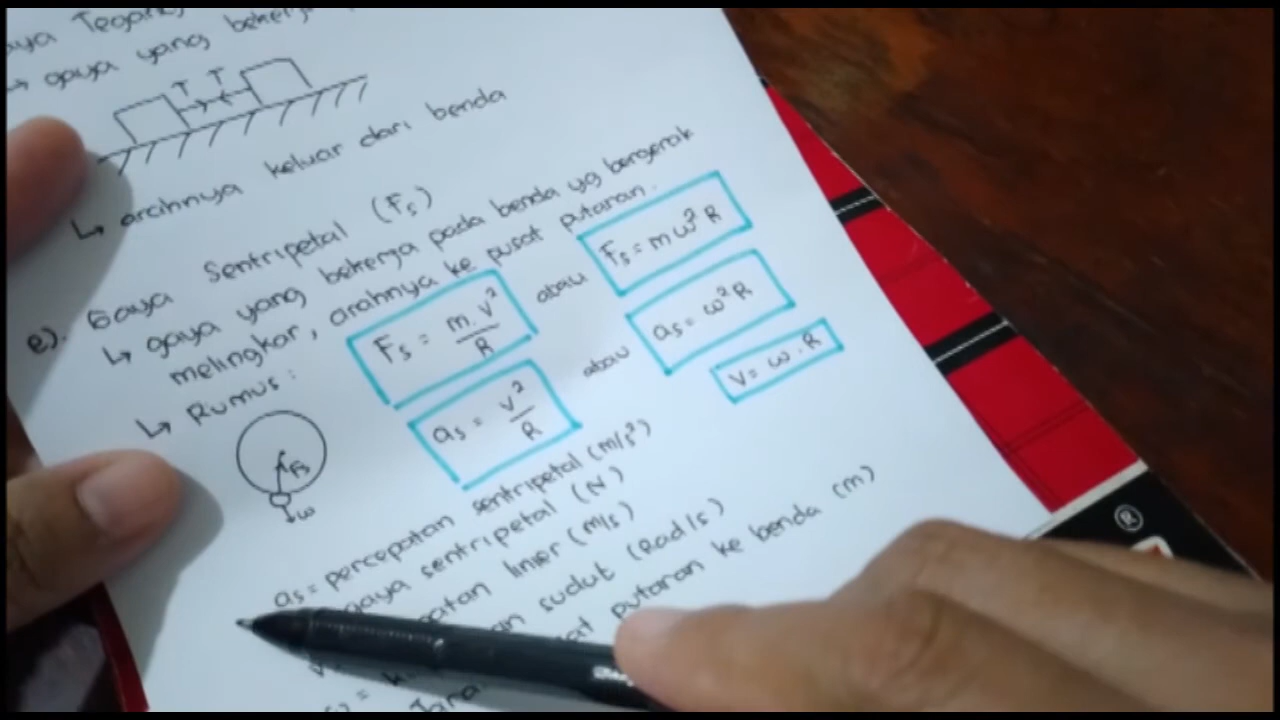 gaya yang bekerja
T T
↳ arahnya keluar dari benda
e). Gaya Sentripetal (Fs)
↳ gaya yang bekerja pada benda yg bergerak
melingkar, arahnya ke pusat putaran.
↳ Rumus:
Fs = m.v²/R atau Fs = mω²R
as = v²/R atau as = ω²R
v = ω.R
Fs
ω
as = percepatan sentripetal (m/s²)
gaya sentripetal (N)
linier (m/s)
sudut (Rad/s)
putaran ke benda (m)
®